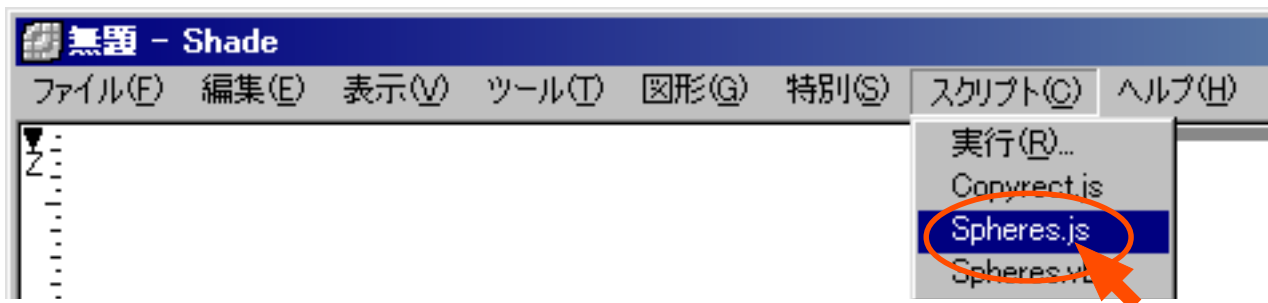 無題 - Shade
ファイル(F) 編集(E) 表示(V) ツール(T) 図形(G) 特別(S) スクリプト(C) ヘルプ(H)
Z
実行(R)...
Copyrect.js
Spheres.js